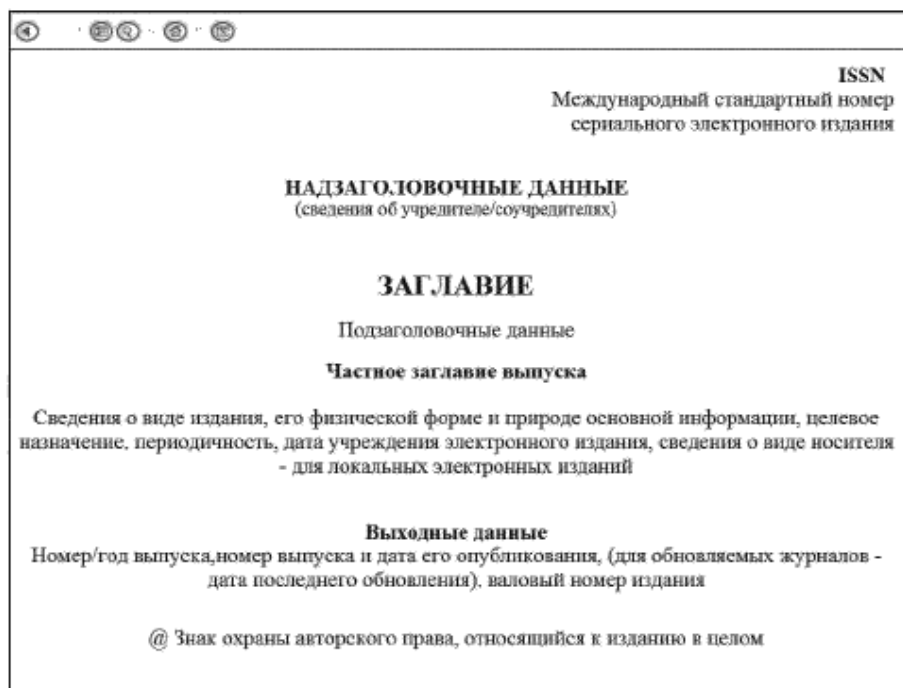 ISSN
Международный стандартный номер
сериального электронного издания
НАДЗАГОЛОВОЧНЫЕ ДАННЫЕ
(сведения об учредителе/соучредителях)
ЗАГЛАВИЕ
Подзаголовочные данные
Частное заглавие выпуска
Сведения о виде издания, его физической форме и природе основной информации, целевое
назначение, периодичность, дата учреждения электронного издания, сведения о виде носителя
- для локальных электронных изданий
Выходные данные
Номер/год выпуска,номер выпуска и дата его опубликования, (для обновляемых журналов -
дата последнего обновления), валовый номер издания
@ Знак охраны авторского права, относящийся к изданию в целом